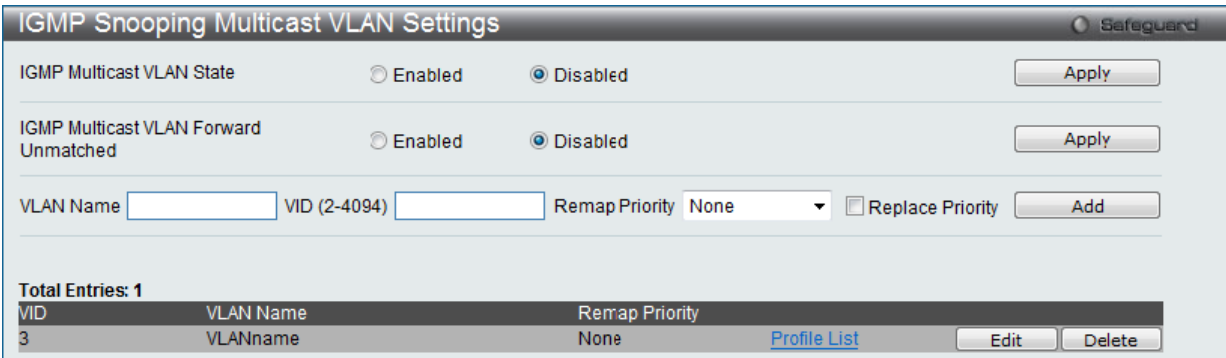 IGMP Snooping Multicast VLAN Settings
Safeguard
IGMP Multicast VLAN State Enabled Disabled Apply
IGMP Multicast VLAN Forward
Unmatched Enabled Disabled Apply
VLAN Name VID (2-4094) Remap Priority None Replace Priority Add
Total Entries: 1
VID VLAN Name Remap Priority
3 VLANname None Profile List Edit Delete